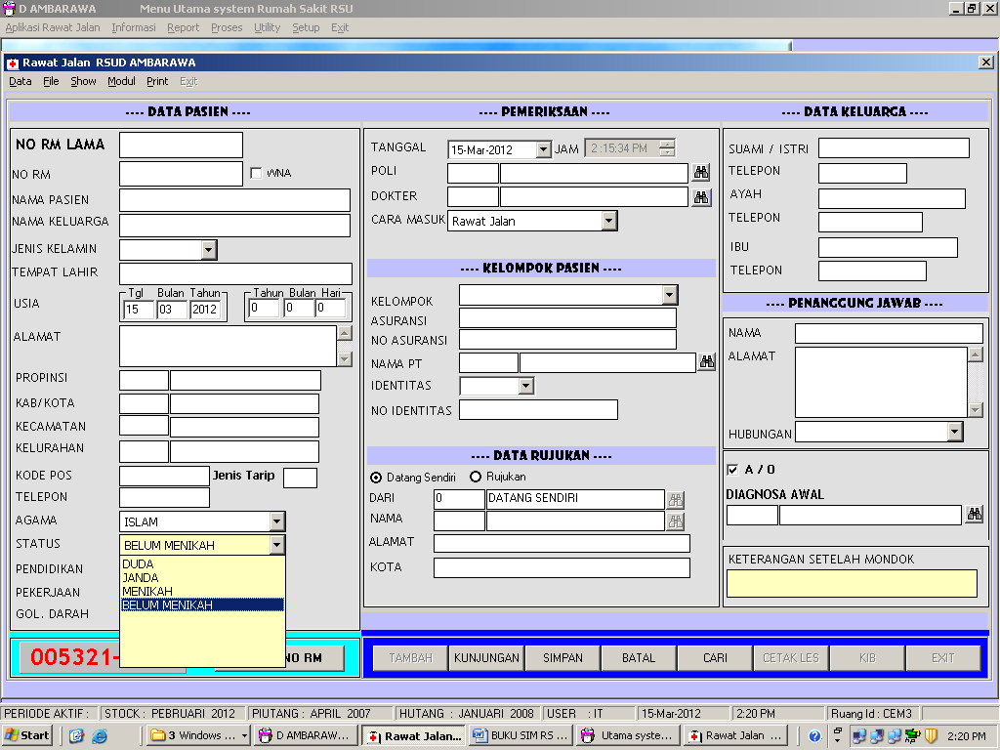 D AMBARAWA Menu Utama system Rumah Sakit RSU
Aplikasi Rawat Jalan Informasi Report Proses Utility Setup Exit
Rawat Jalan RSUD AMBARAWA
Data File Show Modul Print Exit
---- DATA PASIEN ----
NO RM LAMA
NO RM WNA
NAMA PASIEN
NAMA KELUARGA
JENIS KELAMIN
TEMPAT LAHIR
Tgl Bulan Tahun Tahun Bulan Hari
USIA 15 03 2012 0 0 0
ALAMAT
PROPINSI
KAB/KOTA
KECAMATAN
KELURAHAN
KODE POS Jenis Tarip
TELEPON
AGAMA ISLAM
STATUS BELUM MENIKAH
DUDA
JANDA
MENIKAH
BELUM MENIKAH
PENDIDIKAN
PEKERJAAN
GOL. DARAH
005321- NO RM
---- PEMERIKSAAN ----
TANGGAL 15-Mar-2012 JAM 2:15:34 PM
POLI
DOKTER
CARA MASUK Rawat Jalan
---- KELOMPOK PASIEN ----
KELOMPOK
ASURANSI
NO ASURANSI
NAMA PT
IDENTITAS
NO IDENTITAS
---- DATA RUJUKAN ----
Datang Sendiri Rujukan
DARI 0 DATANG SENDIRI
NAMA
ALAMAT
KOTA
---- DATA KELUARGA ----
SUAMI / ISTRI
TELEPON
AYAH
TELEPON
IBU
TELEPON
---- PENANGGUNG JAWAB ----
NAMA
ALAMAT
HUBUNGAN
A / O
DIAGNOSA AWAL
KETERANGAN SETELAH MONDOK
TAMBAH KUNJUNGAN SIMPAN BATAL CARI CETAK LES KIB EXIT
PERIODE AKTIF : STOCK : PEBRUARI 2012 PIUTANG : APRIL 2007 HUTANG : JANUARI 2008 USER : IT 15-Mar-2012 2:20 PM Ruang Id : CEM3
Start 3 Windows ... D AMBARAW... Rawat Jalan... BUKU SIM RS ... Utama syste... Rawat Jalan ... 2:20 PM